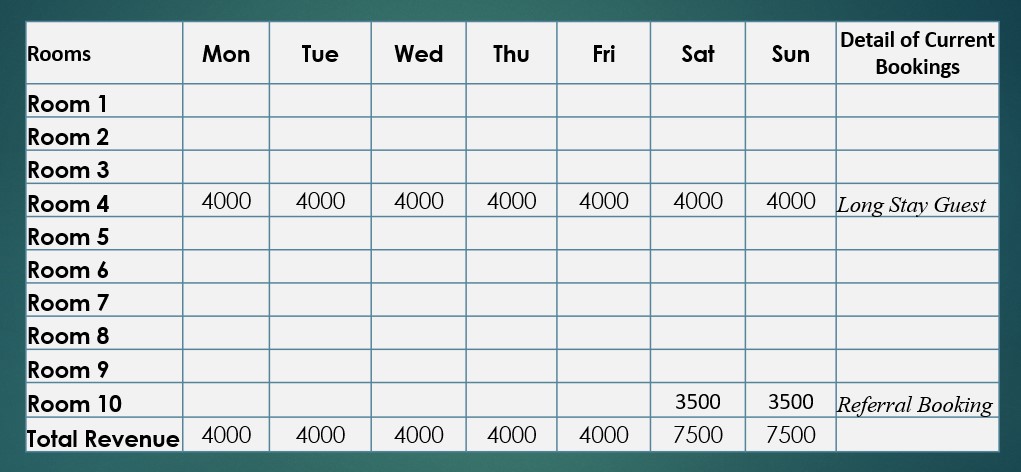 Rooms Mon Tue Wed Thu Fri Sat Sun Detail of Current
Bookings
Room 1
Room 2
Room 3
Room 4 4000 4000 4000 4000 4000 4000 4000 Long Stay Guest
Room 5
Room 6
Room 7
Room 8
Room 9
Room 10 3500 3500 Referral Booking
Total Revenue 4000 4000 4000 4000 4000 7500 7500